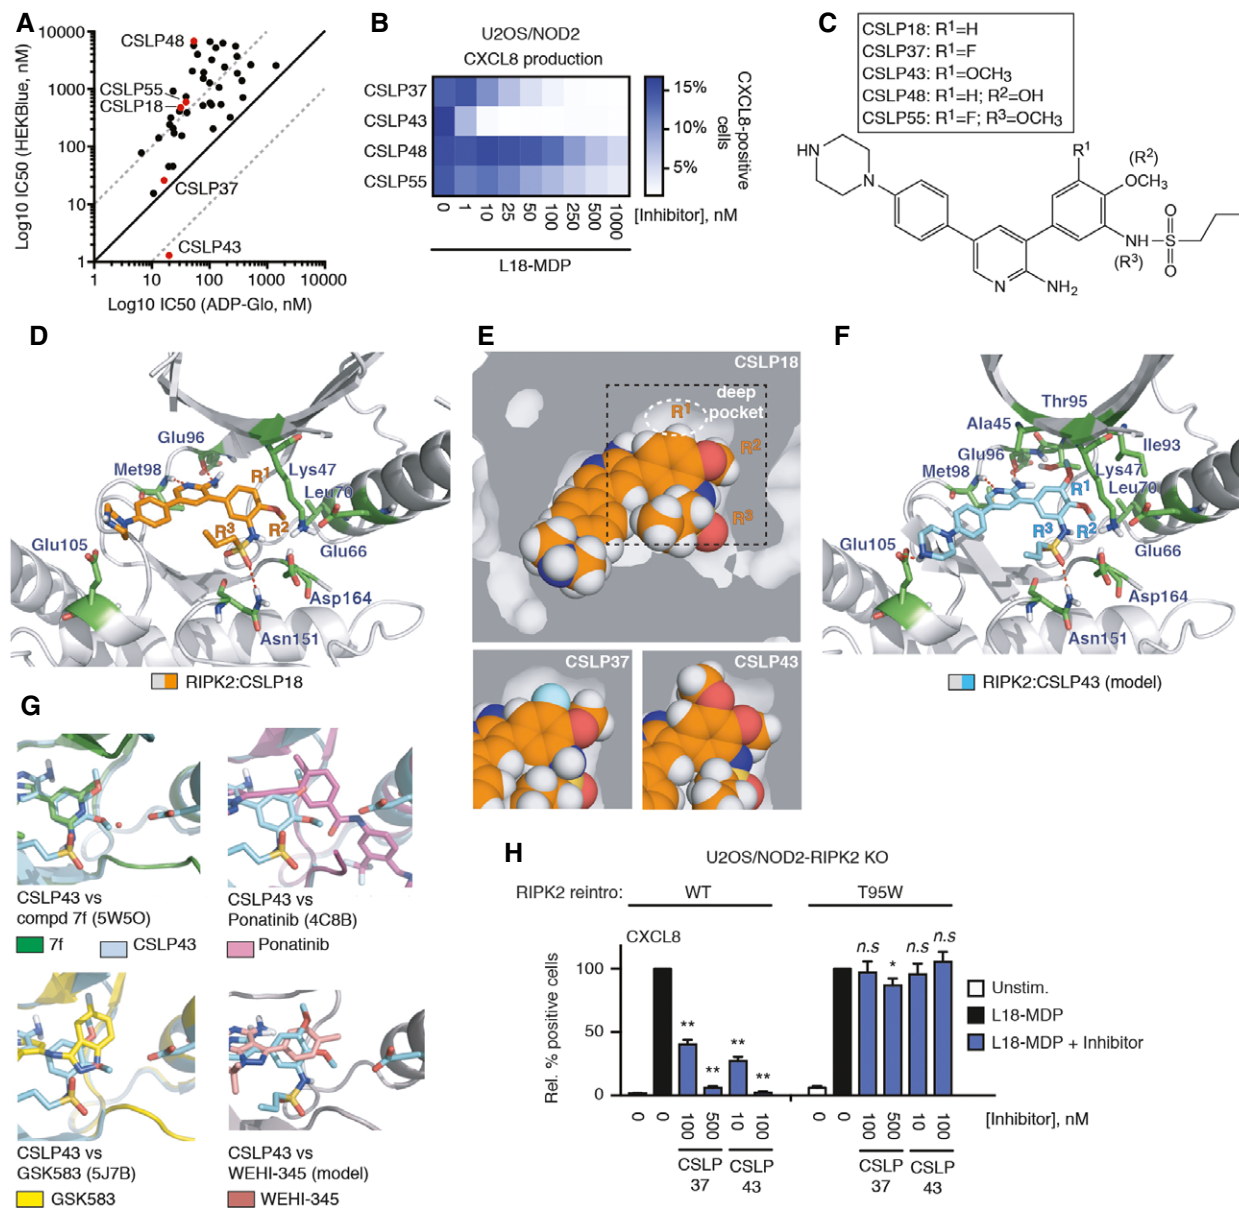 A
10000
1000
100
10
1
1
10
100
1000
10000
Log10 IC50 (HEKBlue, nM)
Log10 IC50 (ADP-Glo, nM)
CSLP48
CSLP55
CSLP18
CSLP37
CSLP43
B
U2OS/NOD2
CXCL8 production
CSLP37
CSLP43
CSLP48
CSLP55
15%
10%
5%
CXCL8-positive
cells
0 1 10 25 50 100 250 500 1000
[Inhibitor], nM
L18-MDP
C
CSLP18: R¹=H
CSLP37: R¹=F
CSLP43: R¹=OCH₃
CSLP48: R¹=H; R²=OH
CSLP55: R¹=F; R³=OCH₃
HN
N
R¹
(R²)
OCH₃
O
NH
S
O
(R³)
N
NH₂
D
Glu96
Met98
R¹
Lys47
Leu70
R³
R²
Glu105
Glu66
Asp164
Asn151
RIPK2:CSLP18
E
CSLP18
deep
pocket
R¹
R²
R³
CSLP37
CSLP43
F
Thr95
Ala45
Ile93
Glu96
Met98
Lys47
Leu70
R¹
R³
R²
Glu105
Glu66
Asp164
Asn151
RIPK2:CSLP43 (model)
G
CSLP43 vs
compd 7f (5W5O)
7f
CSLP43
CSLP43 vs
Ponatinib (4C8B)
Ponatinib
CSLP43 vs
GSK583 (5J7B)
GSK583
CSLP43 vs
WEHI-345 (model)
WEHI-345
H
U2OS/NOD2-RIPK2 KO
RIPK2 reintro:
WT
T95W
CXCL8
Rel. % positive cells
100
50
0
**
**
**
**
n.s
*
n.s
n.s
Unstim.
L18-MDP
L18-MDP + Inhibitor
0 0 100 500 10 100
0 0 100 500 10 100
[Inhibitor], nM
CSLP
37
CSLP
43
CSLP
37
CSLP
43